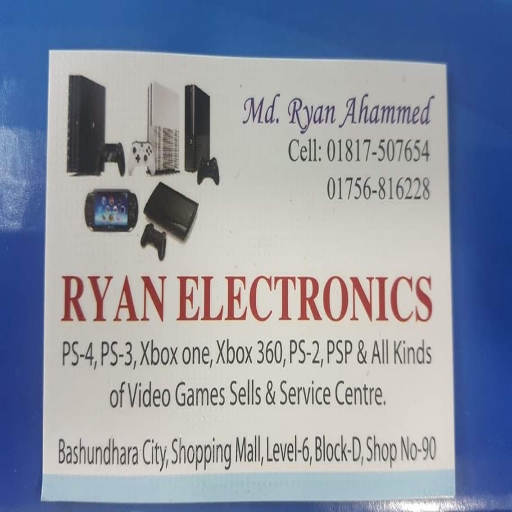 Md. Ryan Ahammed
Cell: 01817-507654
01756-816228
RYAN ELECTRONICS
PS-4, PS-3, Xbox one, Xbox 360, PS-2, PSP & All Kinds
of Video Games Sells & Service Centre.
Bashundhara City, Shopping Mall, Level-6, Block-D, Shop No-90